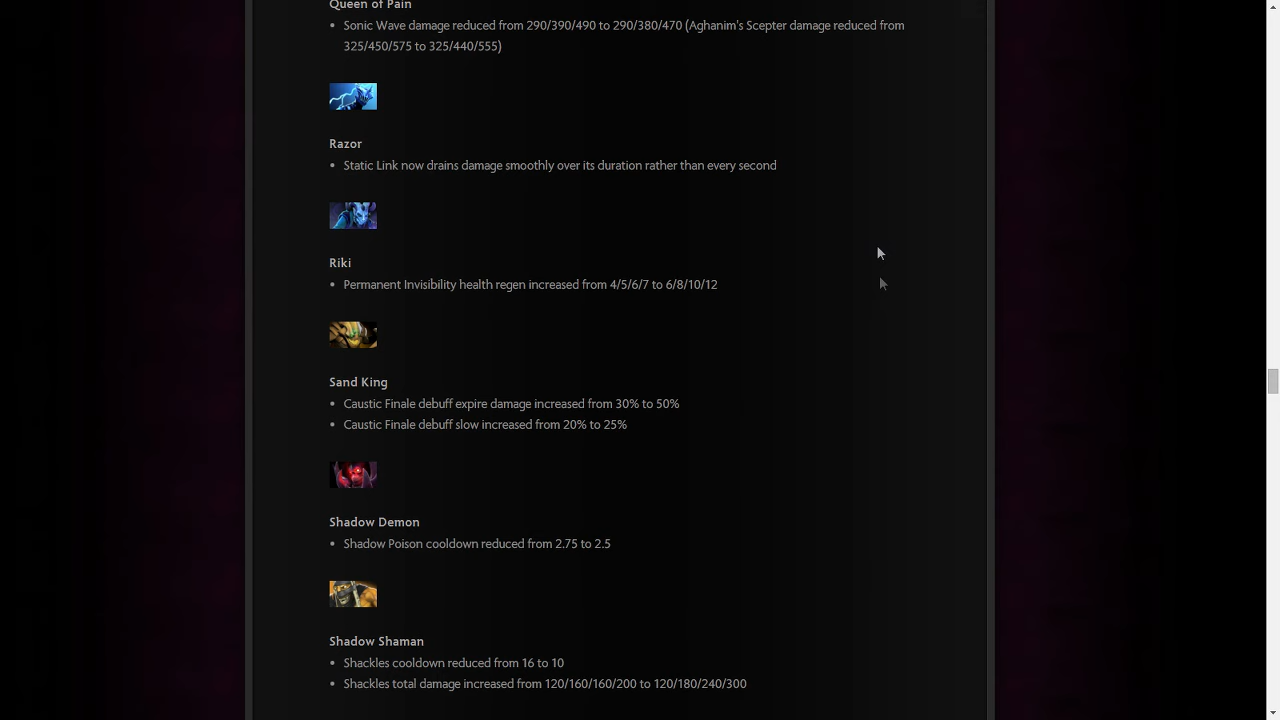 Queen of Pain
• Sonic Wave damage reduced from 290/390/490 to 290/380/470 (Aghanim's Scepter damage reduced from
325/450/575 to 325/440/555)
Razor
• Static Link now drains damage smoothly over its duration rather than every second
Riki
• Permanent Invisibility health regen increased from 4/5/6/7 to 6/8/10/12
Sand King
• Caustic Finale debuff expire damage increased from 30% to 50%
• Caustic Finale debuff slow increased from 20% to 25%
Shadow Demon
• Shadow Poison cooldown reduced from 2.75 to 2.5
Shadow Shaman
• Shackles cooldown reduced from 16 to 10
• Shackles total damage increased from 120/160/160/200 to 120/180/240/300